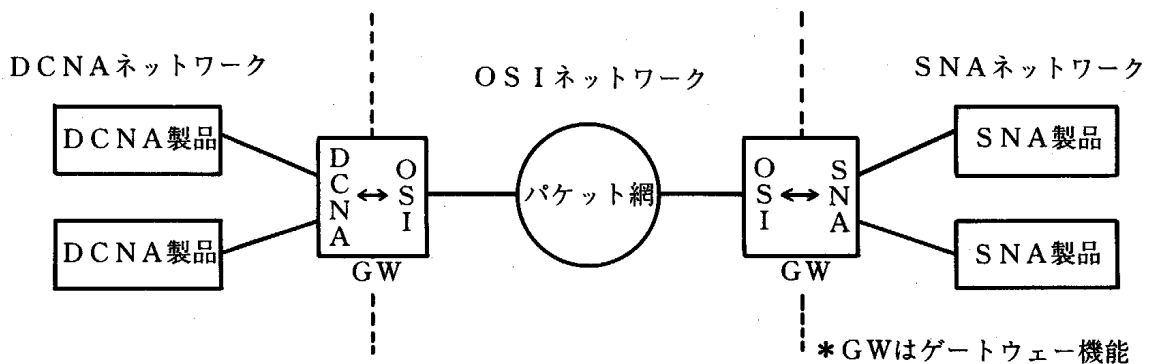 DCNAネットワーク
OSIネットワーク
SNAネットワーク
DCNA製品
DCNA製品
DCNA↔OSI
GW
パケット網
OSI↔SNA
GW
SNA製品
SNA製品
*GWはゲートウェー機能